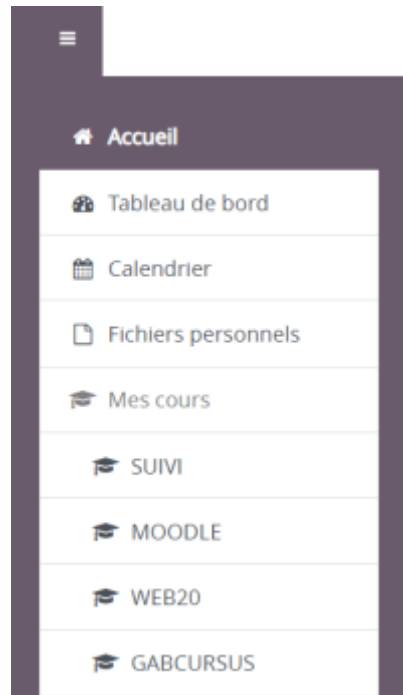 Accueil
Tableau de bord
Calendrier
Fichiers personnels
Mes cours
SUIVI
MOODLE
WEB20
GABCURSUS